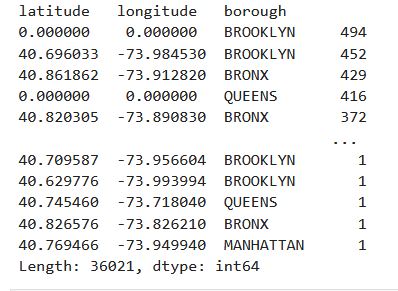 latitude longitude borough
0.000000 0.000000 BROOKLYN 494
40.696033 -73.984530 BROOKLYN 452
40.861862 -73.912820 BRONX 429
0.000000 0.000000 QUEENS 416
40.820305 -73.890830 BRONX 372
...
40.709587 -73.956604 BROOKLYN 1
40.629776 -73.993994 BROOKLYN 1
40.745460 -73.718040 QUEENS 1
40.826576 -73.826210 BRONX 1
40.769466 -73.949940 MANHATTAN 1
Length: 36021, dtype: int64